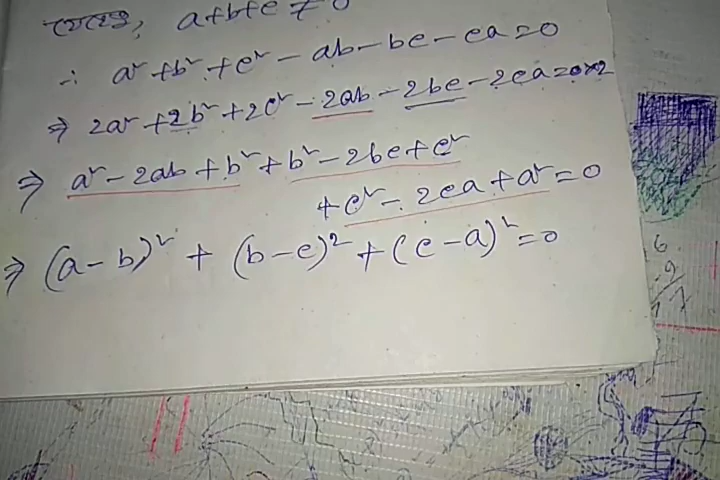 যেহেতু, a+b+c ≠ 0
∴ a² + b² + c² - ab - bc - ca = 0
⇒ 2a² + 2b² + 2c² - 2ab - 2bc - 2ca = 0×2
⇒ a² - 2ab + b² + b² - 2bc + c²
+ c² - 2ca + a² = 0
⇒ (a - b)² + (b - c)² + (c - a)² = 0